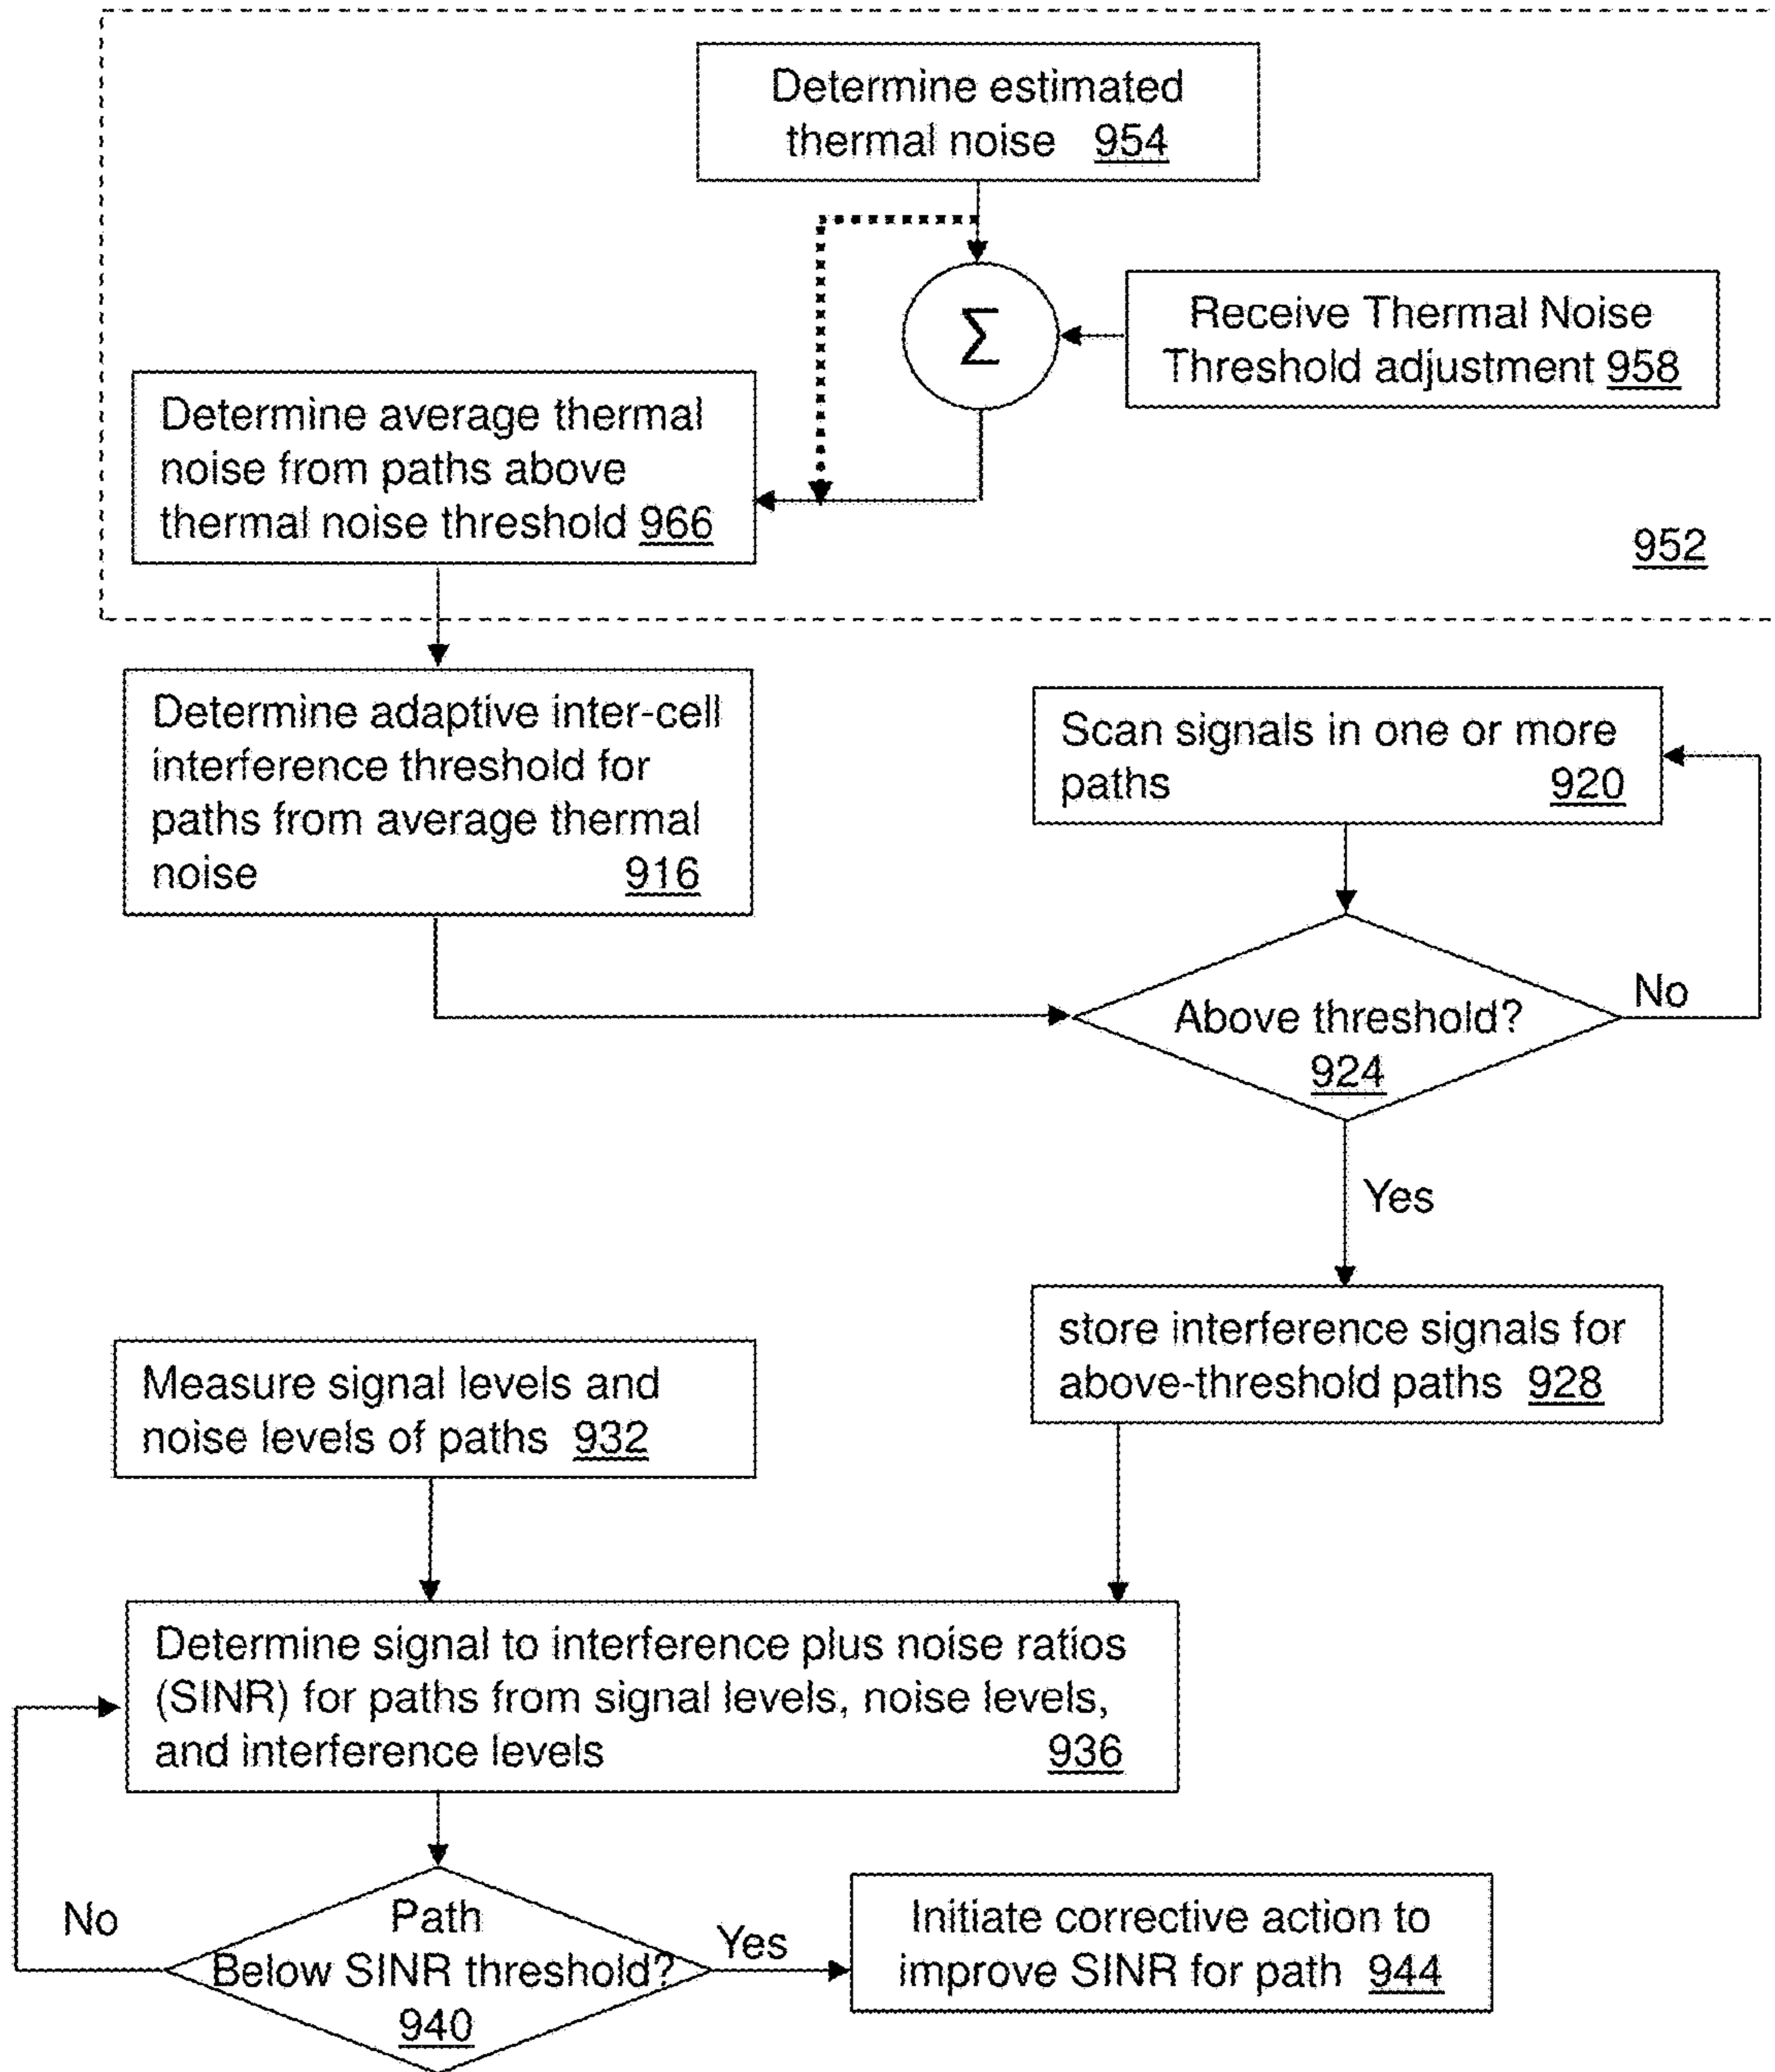 Determine estimated
thermal noise 954
Σ
Receive Thermal Noise
Threshold adjustment 958
Determine average thermal
noise from paths above
thermal noise threshold 966
952
Determine adaptive inter-cell
interference threshold for
paths from average thermal
noise 916
Scan signals in one or more
paths 920
Above threshold?
924
No
Yes
store interference signals for
above-threshold paths 928
Measure signal levels and
noise levels of paths 932
Determine signal to interference plus noise ratios
(SINR) for paths from signal levels, noise levels,
and interference levels 936
No
Path
Below SINR threshold?
940
Yes
Initiate corrective action to
improve SINR for path 944